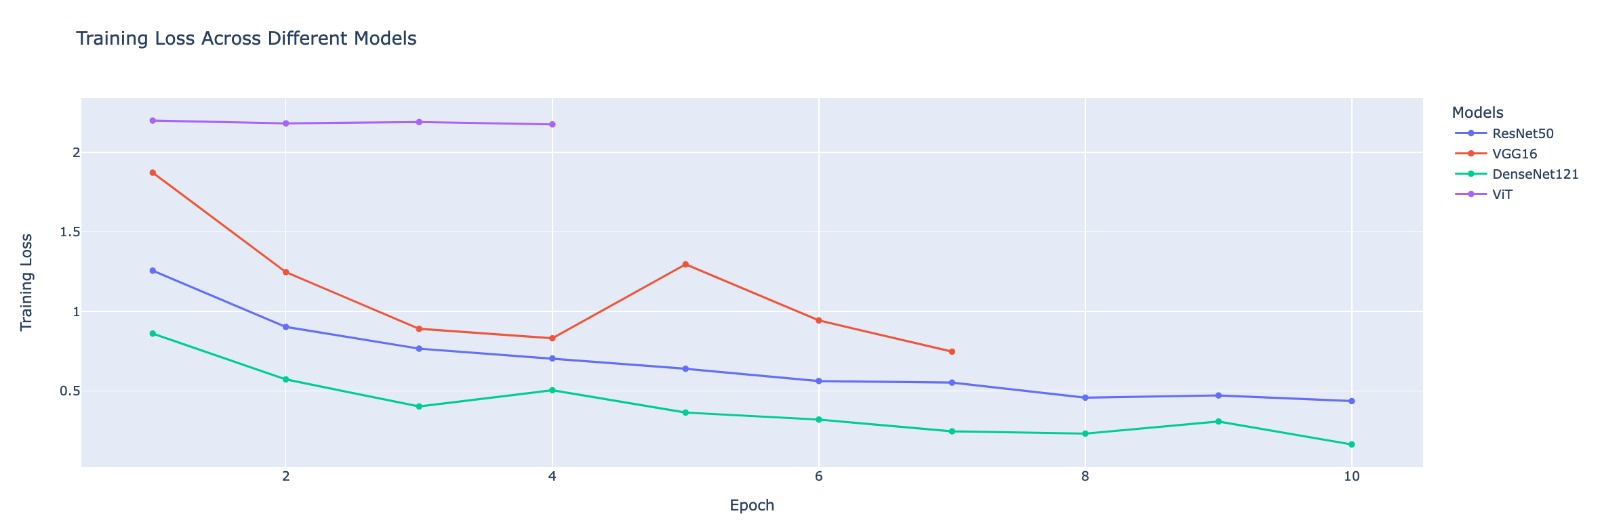 Training Loss Across Different Models
Models
ResNet50
VGG16
DenseNet121
ViT
Training Loss
2
1.5
1
0.5
2
4
6
8
10
Epoch